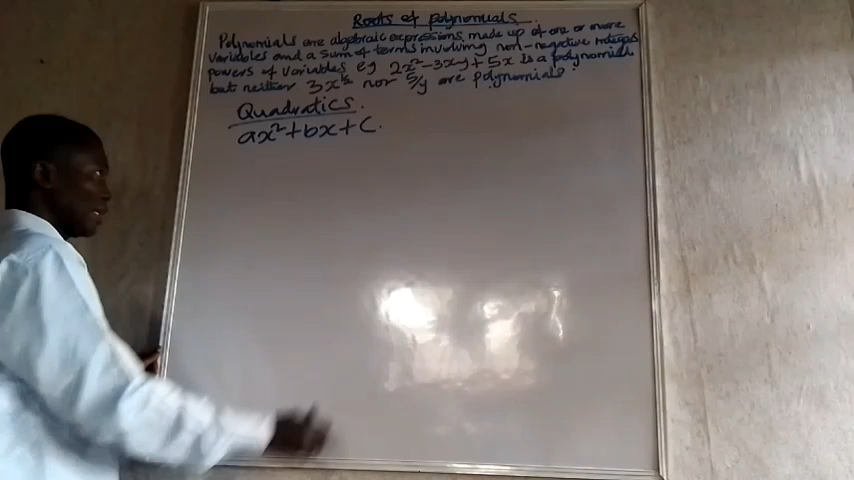 Roots of polynomials.
Polynomials are algebraic expressions made up of one or more
variables and a sum of terms involving non-negative integers
powers of variables eg 2x²-3xy+5x is a polynomial
but neither 3x^½ nor 5/y are polynomials.
Quadratics.
ax²+bx+c.